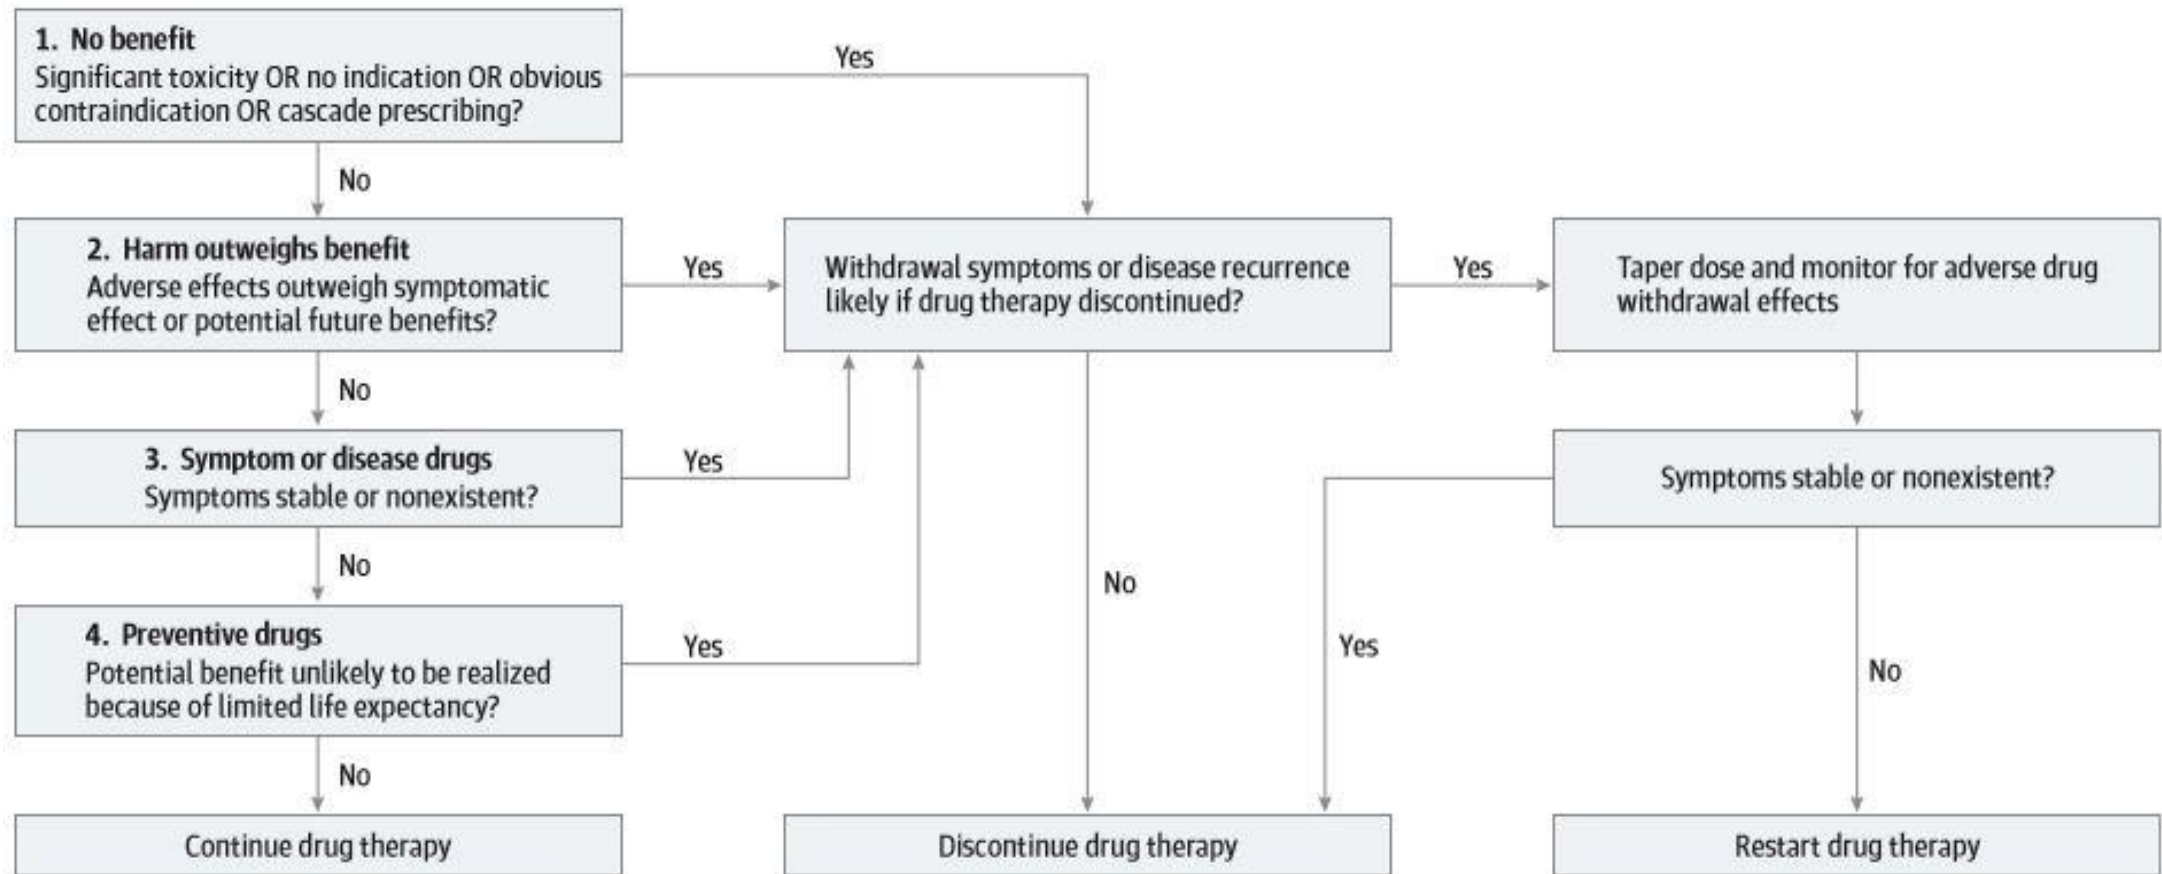 1. No benefit
Significant toxicity OR no indication OR obvious
contraindication OR cascade prescribing?
Yes
No
2. Harm outweighs benefit
Adverse effects outweigh symptomatic
effect or potential future benefits?
Yes
Withdrawal symptoms or disease recurrence
likely if drug therapy discontinued?
Yes
Taper dose and monitor for adverse drug
withdrawal effects
No
3. Symptom or disease drugs
Symptoms stable or nonexistent?
Yes
Symptoms stable or nonexistent?
No
4. Preventive drugs
Potential benefit unlikely to be realized
because of limited life expectancy?
Yes
No
Yes
No
No
Continue drug therapy
Discontinue drug therapy
Restart drug therapy